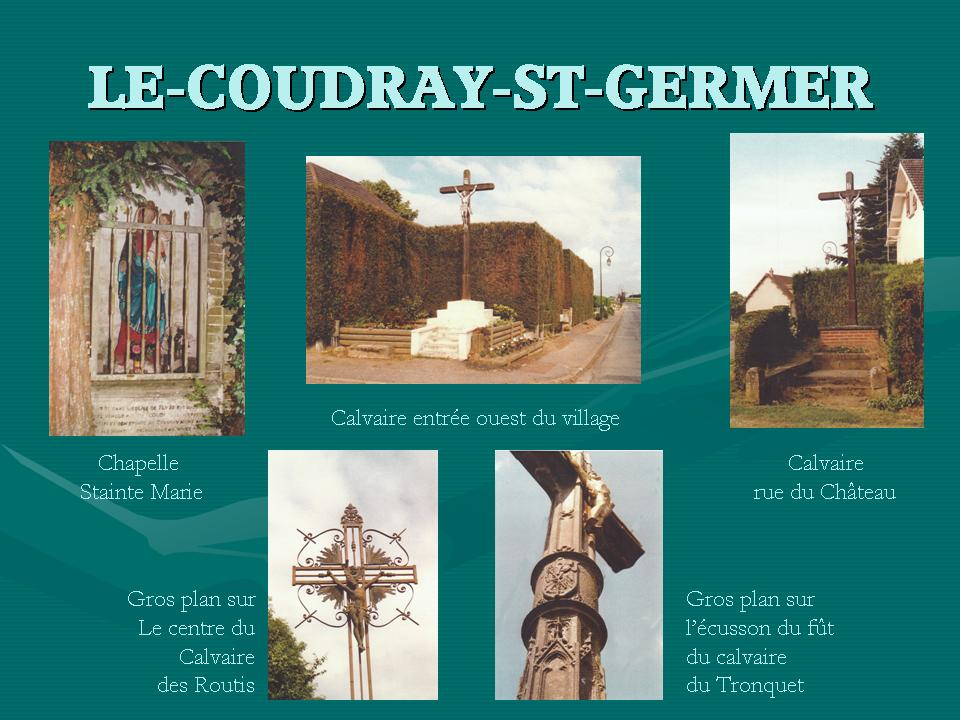 LE-COUDRAY-ST-GERMER
Calvaire entrée ouest du village
Chapelle
Stainte Marie
Calvaire
rue du Château
Gros plan sur
Le centre du
Calvaire
des Routis
Gros plan sur
l'écusson du fût
du calvaire
du Tronquet